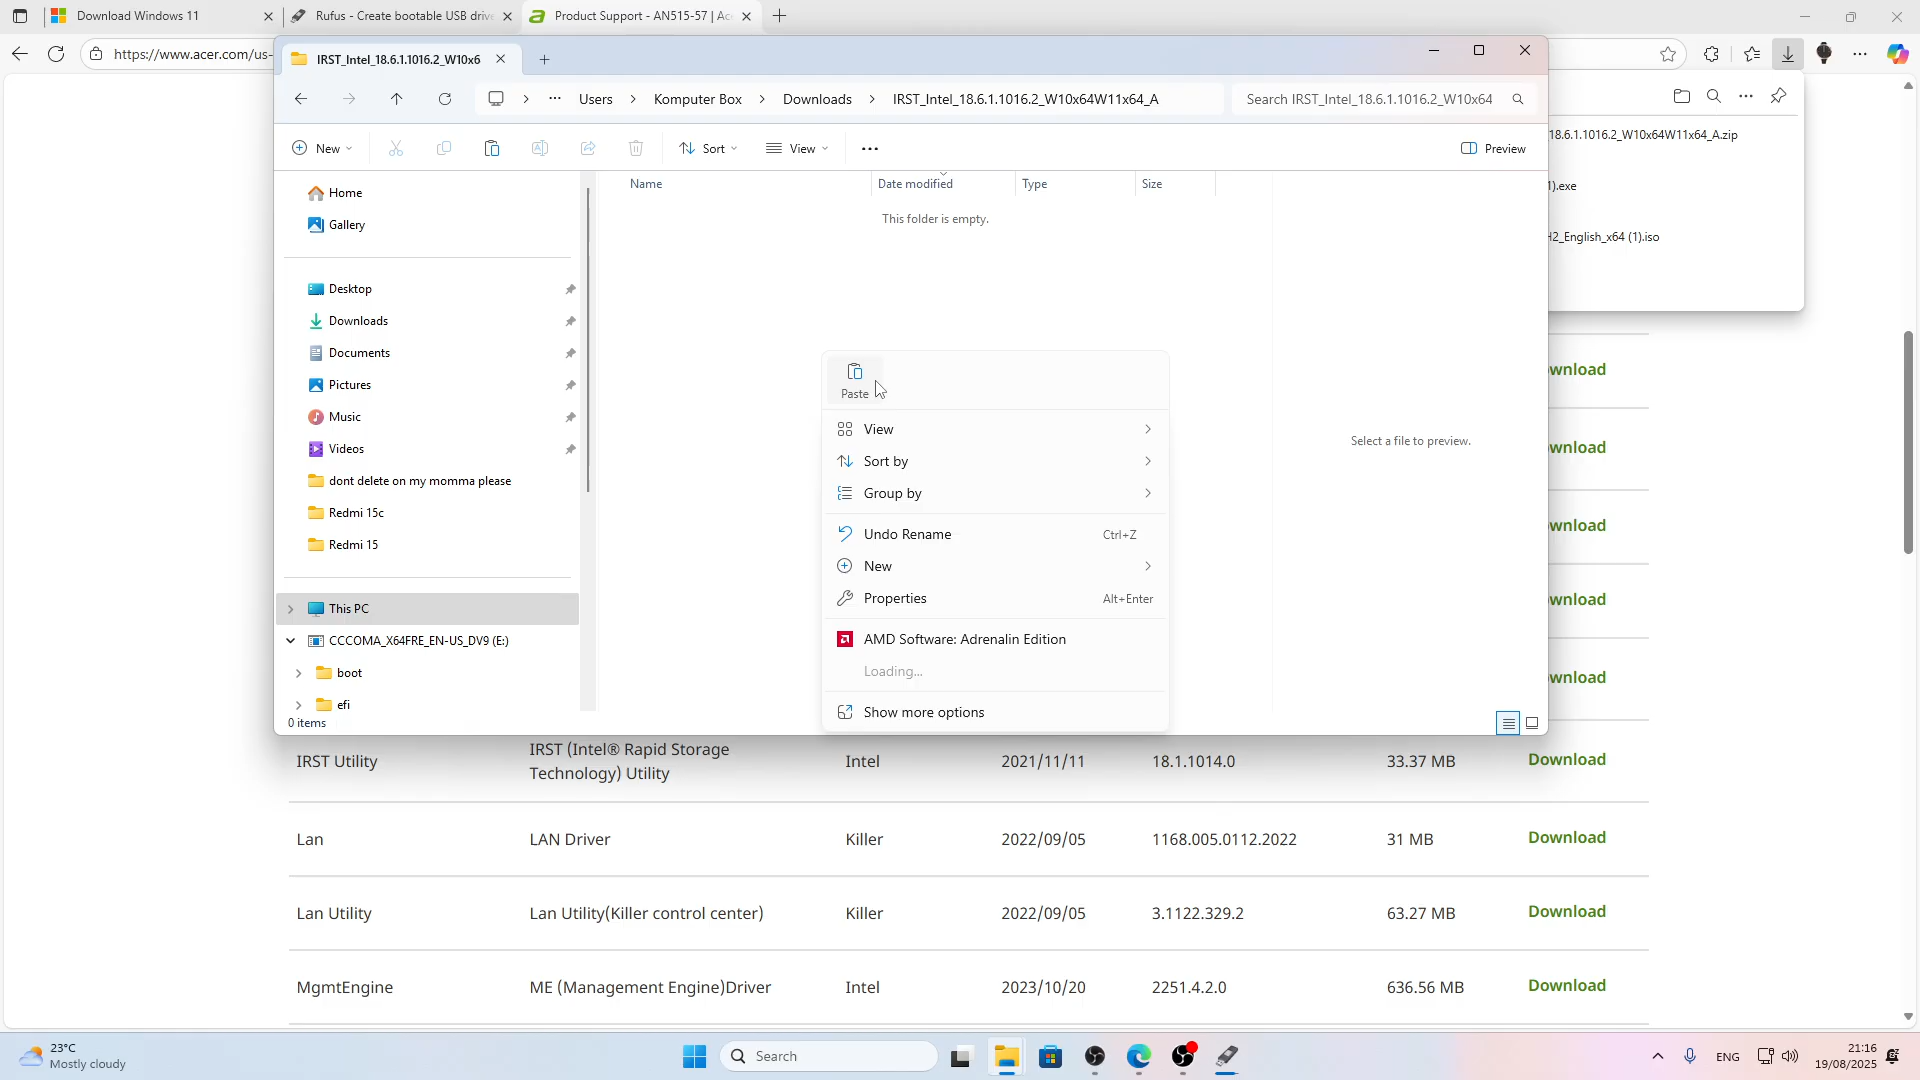 Download Windows 11
Rufus - Create bootable USB drive
Product Support - AN515-57 | Ac
https://www.acer.com/us-
IRST_Intel_18.6.1.1016.2_W10x6
Users
Komputer Box
Downloads
IRST_Intel_18.6.1.1016.2_W10x64W11x64_A
Search IRST_Intel_18.6.1.1016.2_W10x64
New
Sort
View
Preview
18.6.1.1016.2_W10x64W11x64_A.zip
1).exe
H2_English_x64 (1).iso
Name
Date modified
Type
Size
This folder is empty.
Home
Gallery
Desktop
Downloads
Documents
Pictures
Music
Videos
dont delete on my momma please
Redmi 15c
Redmi 15
This PC
CCCOMA_X64FRE_EN-US_DV9 (E:)
boot
efi
0 items
Paste
View
Sort by
Group by
Undo Rename Ctrl+Z
New
Properties Alt+Enter
AMD Software: Adrenalin Edition
Loading...
Show more options
Select a file to preview.
wnload
wnload
wnload
wnload
wnload
IRST Utility
IRST (Intel® Rapid Storage
Technology) Utility
Intel
2021/11/11
18.1.1014.0
33.37 MB
Download
Lan
LAN Driver
Killer
2022/09/05
1168.005.0112.2022
31 MB
Download
Lan Utility
Lan Utility(Killer control center)
Killer
2022/09/05
3.1122.329.2
63.27 MB
Download
MgmtEngine
ME (Management Engine)Driver
Intel
2023/10/20
2251.4.2.0
636.56 MB
Download
23°C
Mostly cloudy
Search
ENG
21:16
19/08/2025